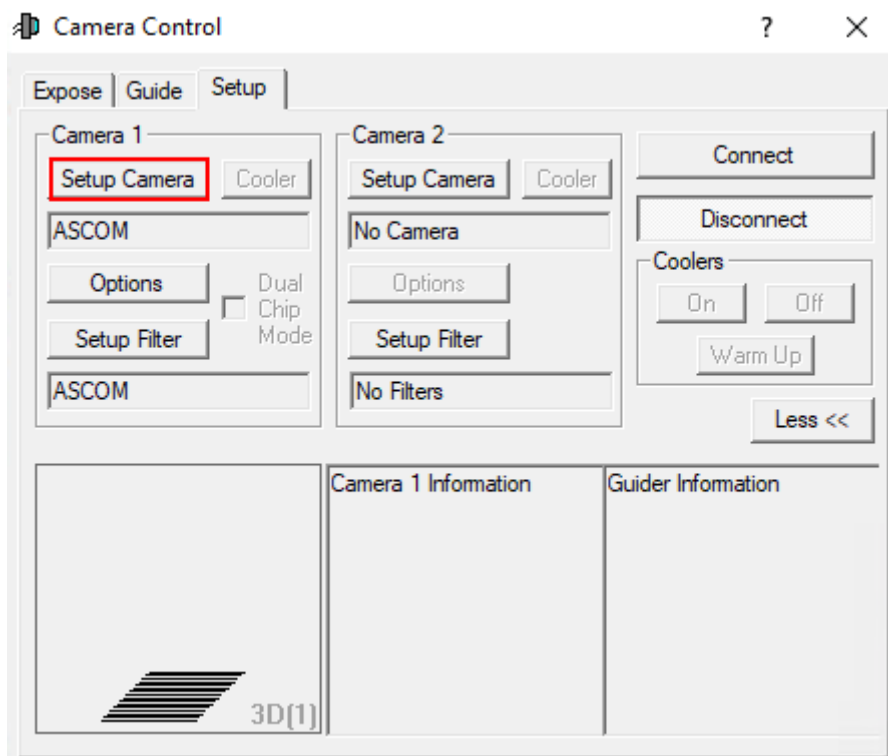 Camera Control
?
Expose
Guide
Setup
Camera 1
Setup Camera
Cooler
ASCOM
Options
Dual
Chip
Mode
Setup Filter
ASCOM
Camera 2
Setup Camera
Cooler
No Camera
Options
Setup Filter
No Filters
Connect
Disconnect
Coolers
On
Off
Warm Up
Less <<
3D(1)
Camera 1 Information
Guider Information